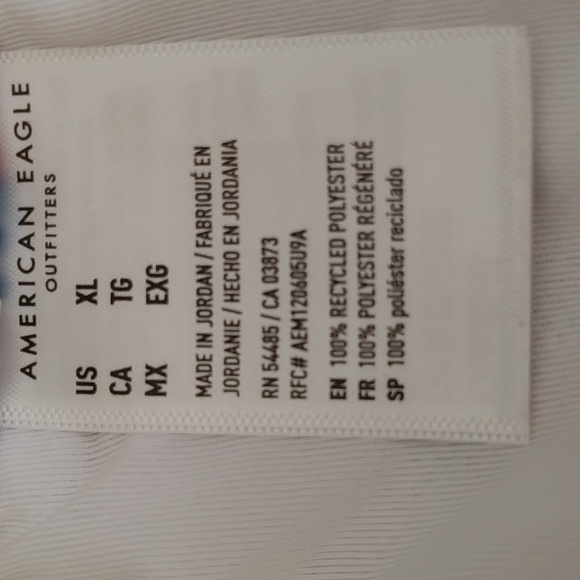 AMERICAN EAGLE
OUTFITTERS
US XL
CA TG
MX EXG
MADE IN JORDAN / FABRIQUÉ EN
JORDANIE / HECHO EN JORDANIA
RN 54485 / CA 03873
RFC# AEM120605U9A
EN 100% RECYCLED POLYESTER
FR 100% POLYESTER RÉGÉNÉRÉ
SP 100% poliéster reciclado